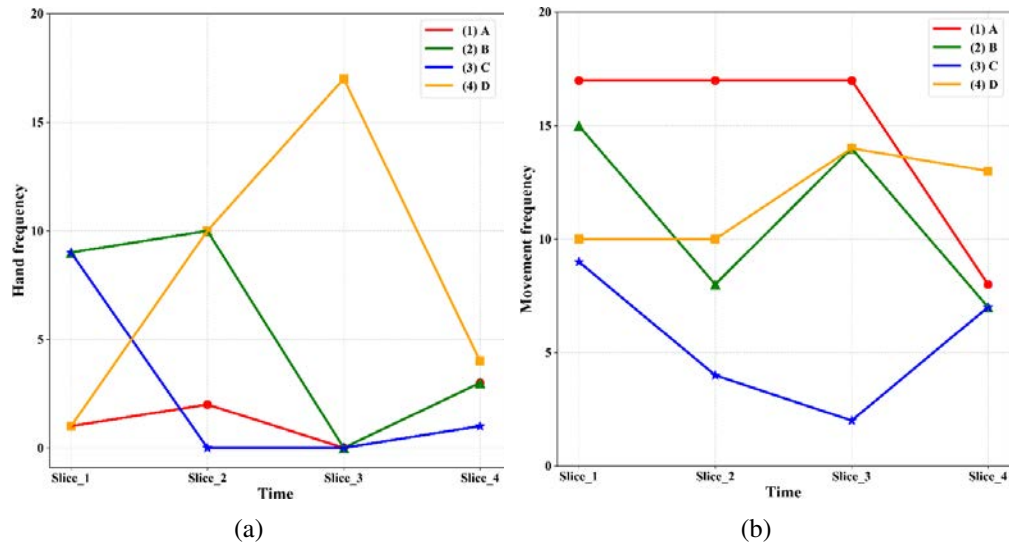 20
15
10
5
0
Hand frequency
(1) A
(2) B
(3) C
(4) D
Slice_1 Slice_2 Slice_3 Slice_4
Time
(a)
20
15
10
5
0
Movement frequency
(1) A
(2) B
(3) C
(4) D
Slice_1 Slice_2 Slice_3 Slice_4
Time
(b)